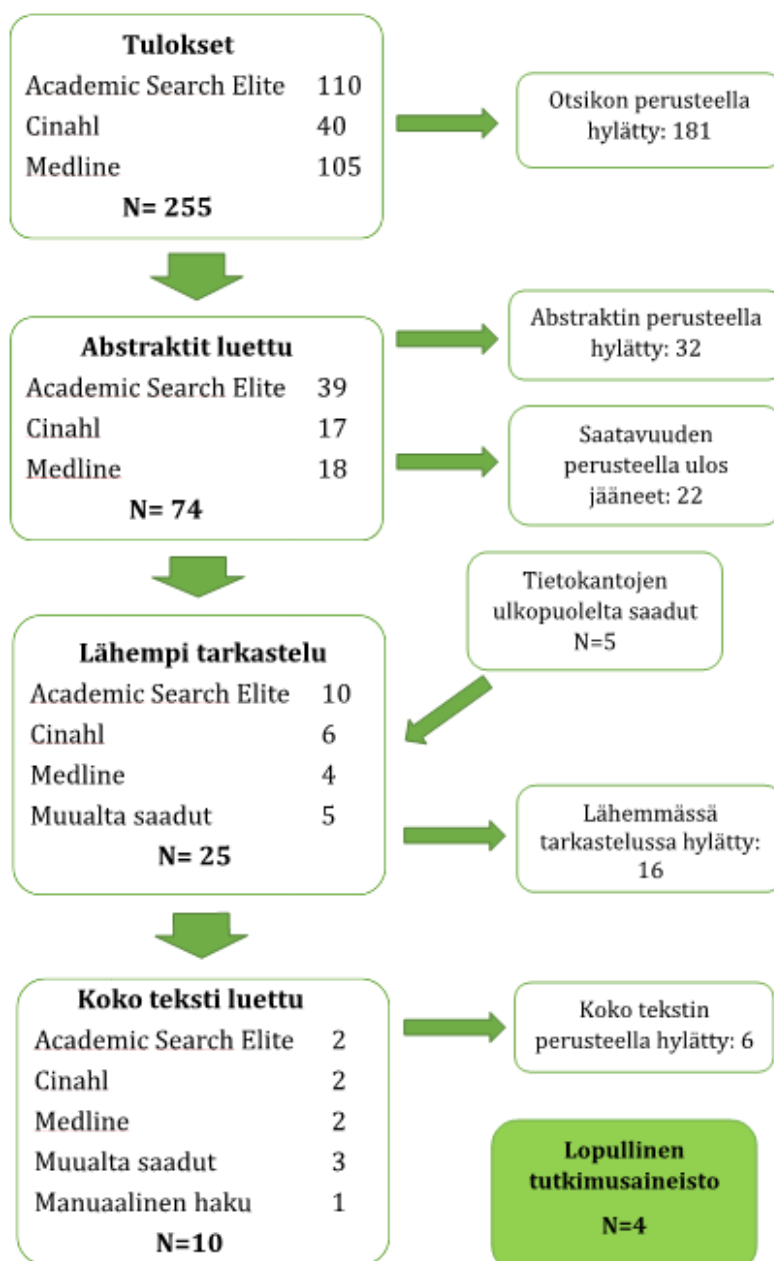 Tulokset
Academic Search Elite 110
Cinahl 40
Medline 105
N= 255
Otsikon perusteella
hylätty: 181
Abstraktit luettu
Academic Search Elite 39
Cinahl 17
Medline 18
N= 74
Abstraktin perusteella
hylätty: 32
Saatavuuden
perusteella ulos
jääneet: 22
Tietokantojen
ulkopuolelta saadut
N=5
Lähempi tarkastelu
Academic Search Elite 10
Cinahl 6
Medline 4
Muualta saadut 5
N= 25
Lähemmässä
tarkastelussa hylätty:
16
Koko teksti luettu
Academic Search Elite 2
Cinahl 2
Medline 2
Muualta saadut 3
Manuaalinen haku 1
N=10
Koko tekstin
perusteella hylätty: 6
Lopullinen
tutkimusaineisto
N=4